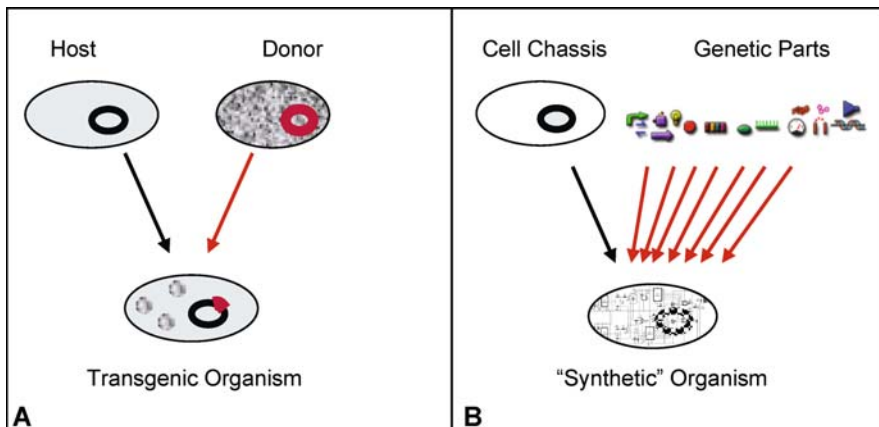 Host Donor
Transgenic Organism
A
Cell Chassis Genetic Parts
“Synthetic” Organism
B